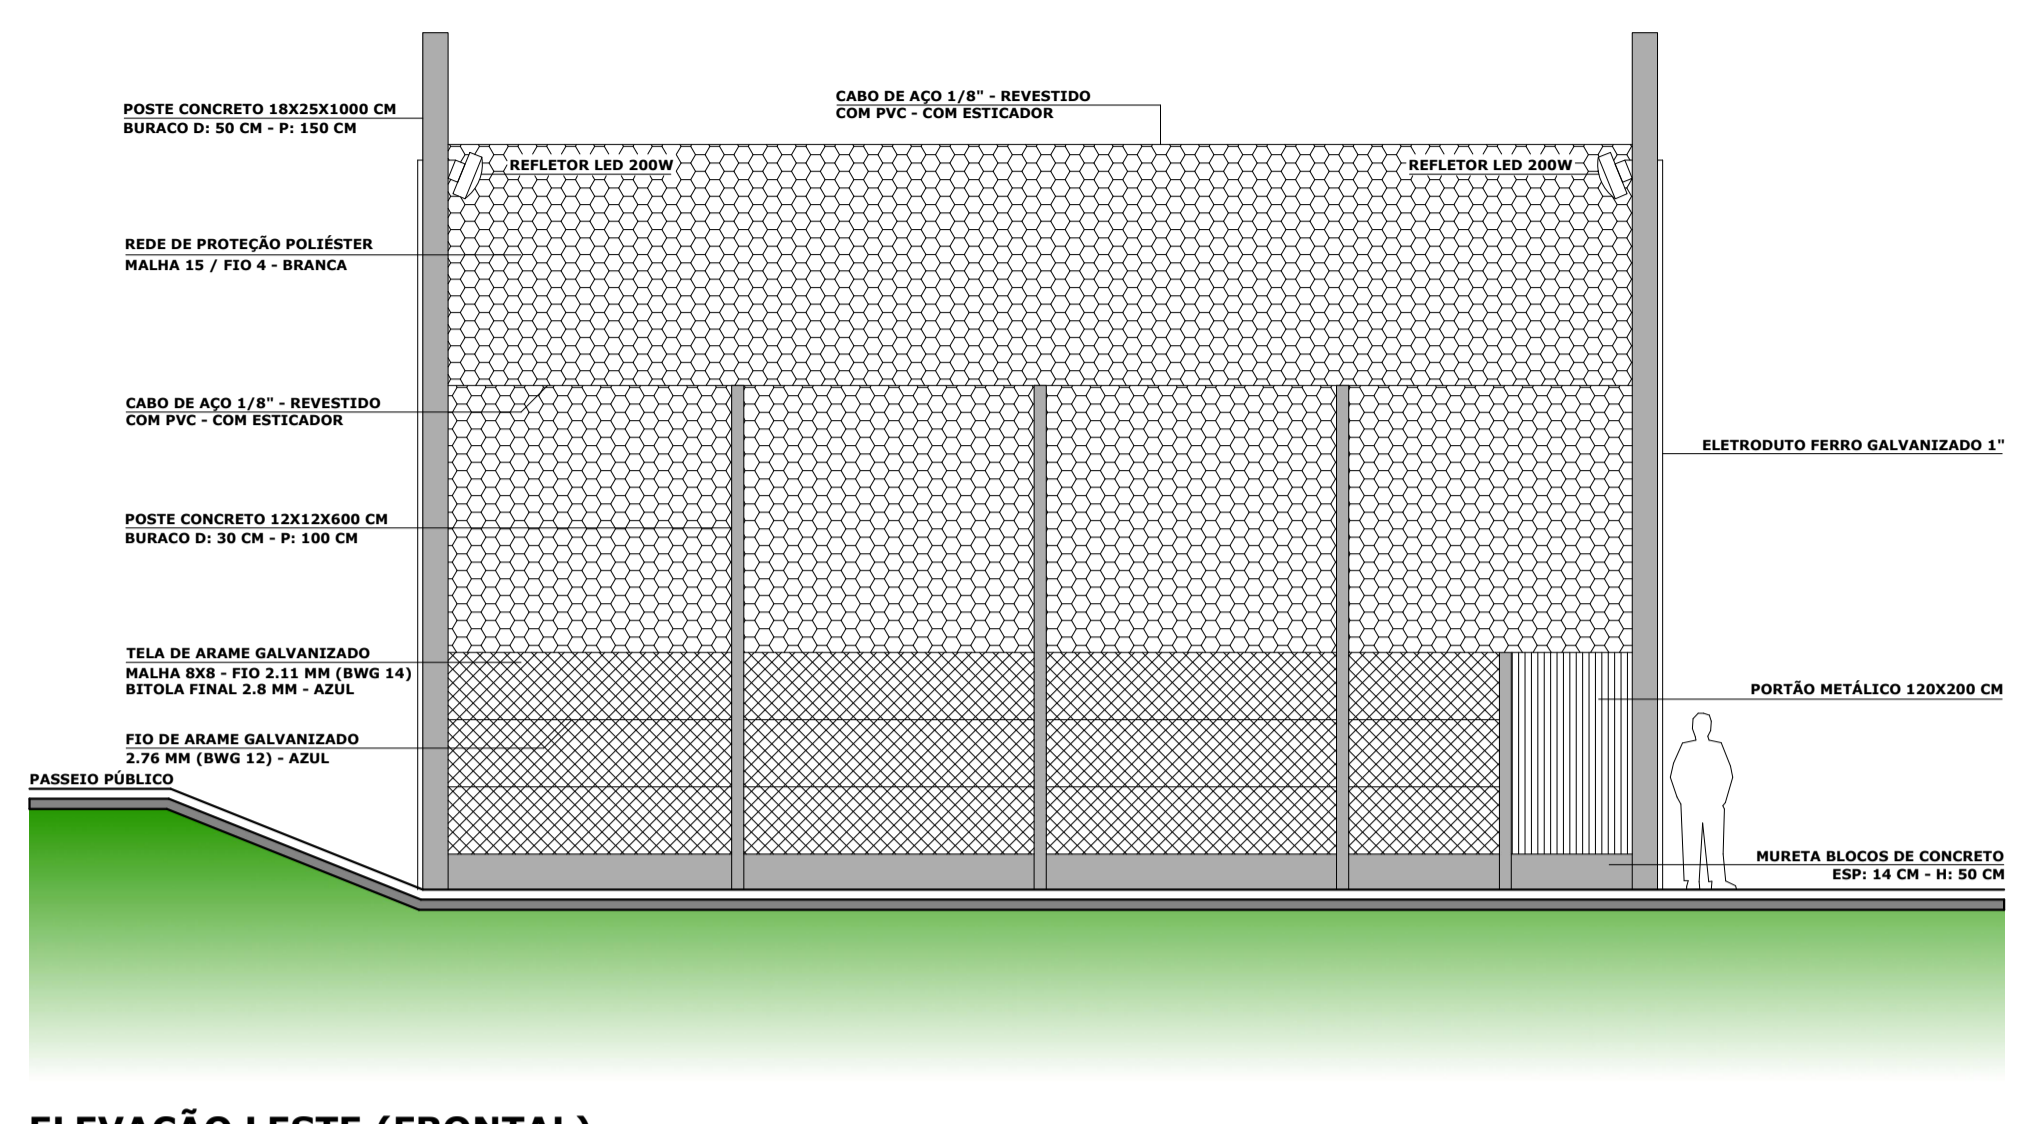 CABO DE AÇO 1/8" - REVESTIDO
COM PVC - COM ESTICADOR
POSTE CONCRETO 18X25X1000 CM
BURACO D: 50 CM - P: 150 CM
REFLETOR LED 200W
REFLETOR LED 200W
REDE DE PROTEÇÃO POLIÉSTER
MALHA 15 / FIO 4 - BRANCA
CABO DE AÇO 1/8" - REVESTIDO
COM PVC - COM ESTICADOR
ELETRODUTO FERRO GALVANIZADO 1"
POSTE CONCRETO 12X12X600 CM
BURACO D: 30 CM - P: 100 CM
TELA DE ARAME GALVANIZADO
MALHA 8X8 - FIO 2.11 MM (BWG 14)
BITOLA FINAL 2.8 MM - AZUL
PORTÃO METÁLICO 120X200 CM
FIO DE ARAME GALVANIZADO
2.76 MM (BWG 12) - AZUL
PASSEIO PÚBLICO
MURETA BLOCOS DE CONCRETO
ESP: 14 CM - H: 50 CM
ELEVAÇÃO LESTE (FRONTAL)